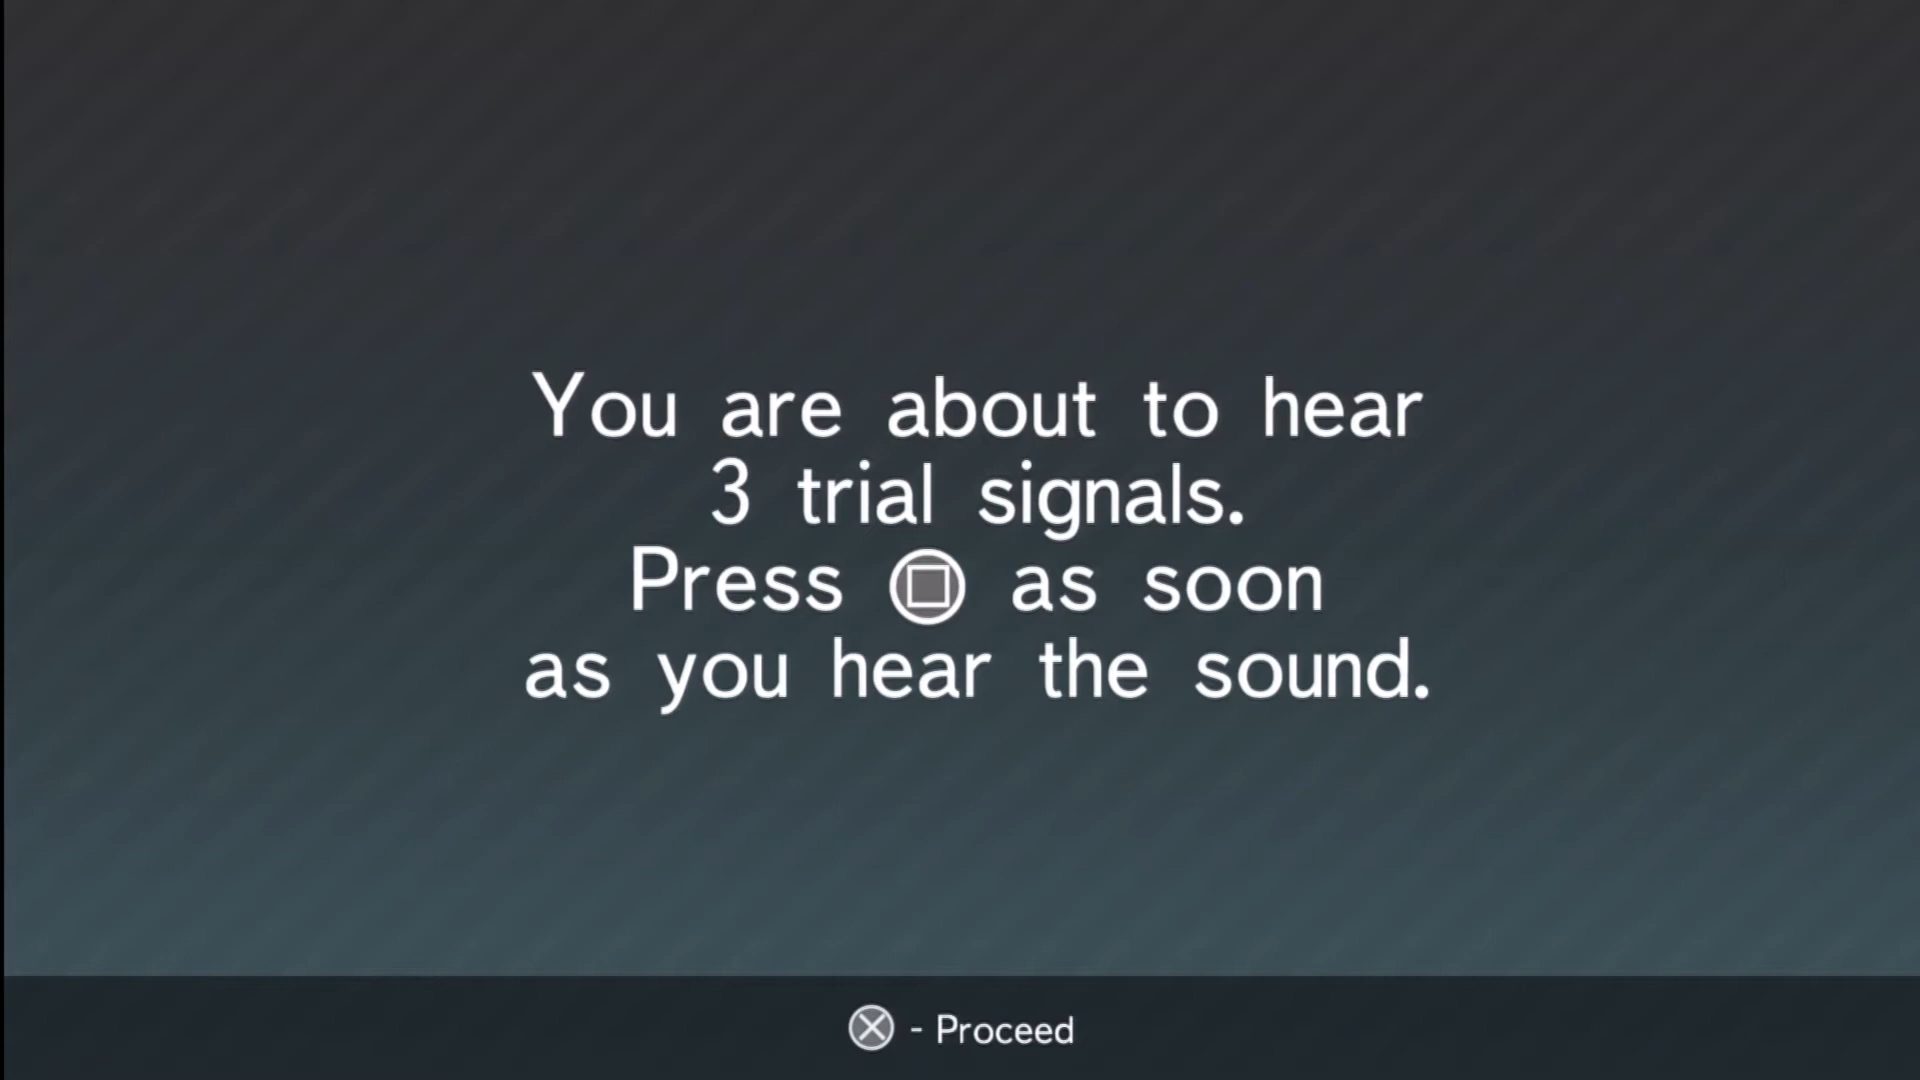 You are about to hear
3 trial signals.
Press as soon
as you hear the sound.
- Proceed